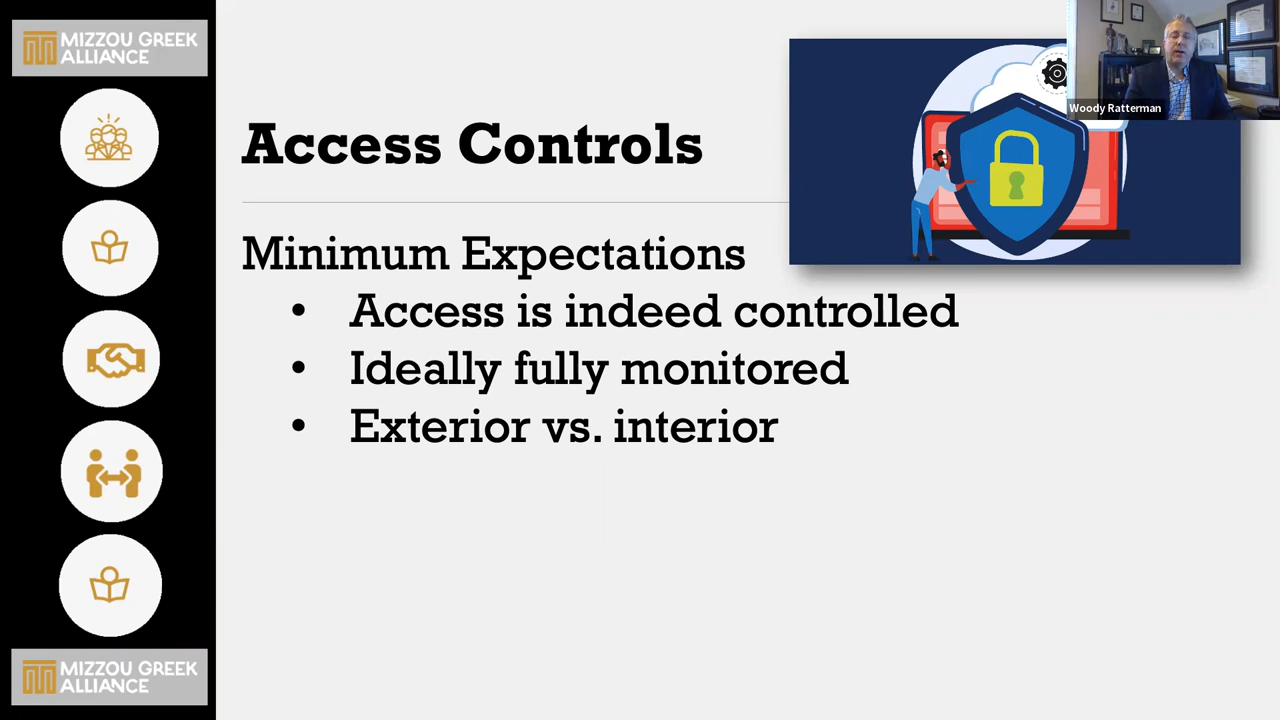 MIZZOU GREEK
ALLIANCE
Woody Ratterman
Access Controls
Minimum Expectations
• Access is indeed controlled
• Ideally fully monitored
• Exterior vs. interior
MIZZOU GREEK
ALLIANCE